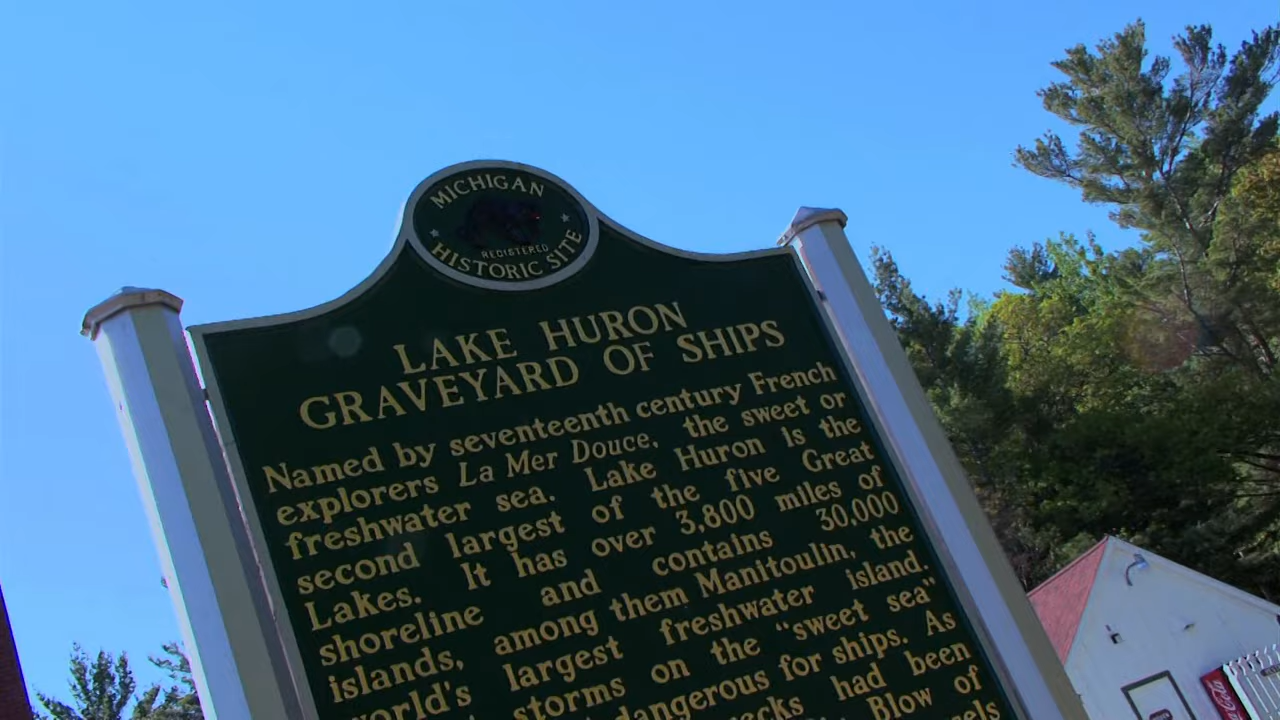 MICHIGAN
REGISTERED
HISTORIC SITE
LAKE HURON
GRAVEYARD OF SHIPS
Named by seventeenth century French
explorers La Mer Douce, the sweet or
freshwater sea. Lake Huron is the
second largest of the five Great
Lakes. It has over 3,800 miles of
shoreline and contains 30,000
islands, among them Manitoulin, the
world's largest freshwater island.
storms on the "sweet sea"
dangerous for ships. As
had been
Blow of
Coca-Cola